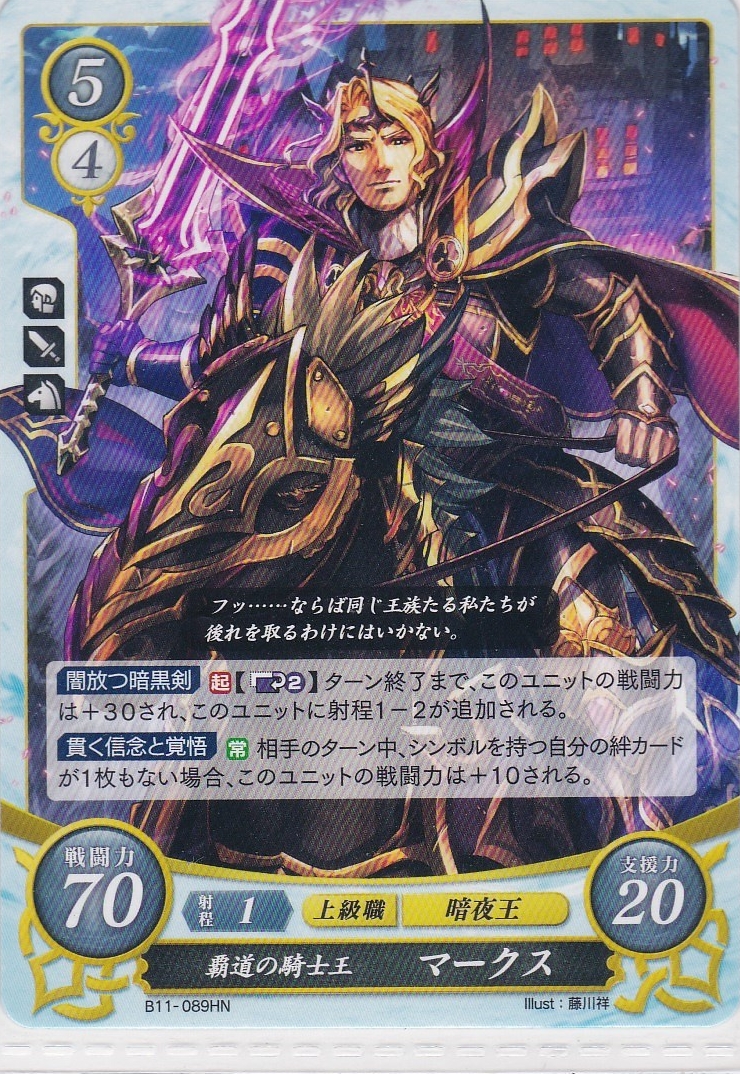 5
4
フッ……ならば同じ王族たる私たちが
後れを取るわけにはいかない。
闇放つ暗黒剣 起【2】ターン終了まで、このユニットの戦闘力
は＋30され、このユニットに射程1－2が追加される。
貫く信念と覚悟 常 相手のターン中、シンボルを持つ自分の絆カード
が1枚もない場合、このユニットの戦闘力は＋10される。
戦闘力
70
射程 1
上級職 暗夜王
支援力
20
覇道の騎士王 マークス
B11-089HN
Illust：藤川祥